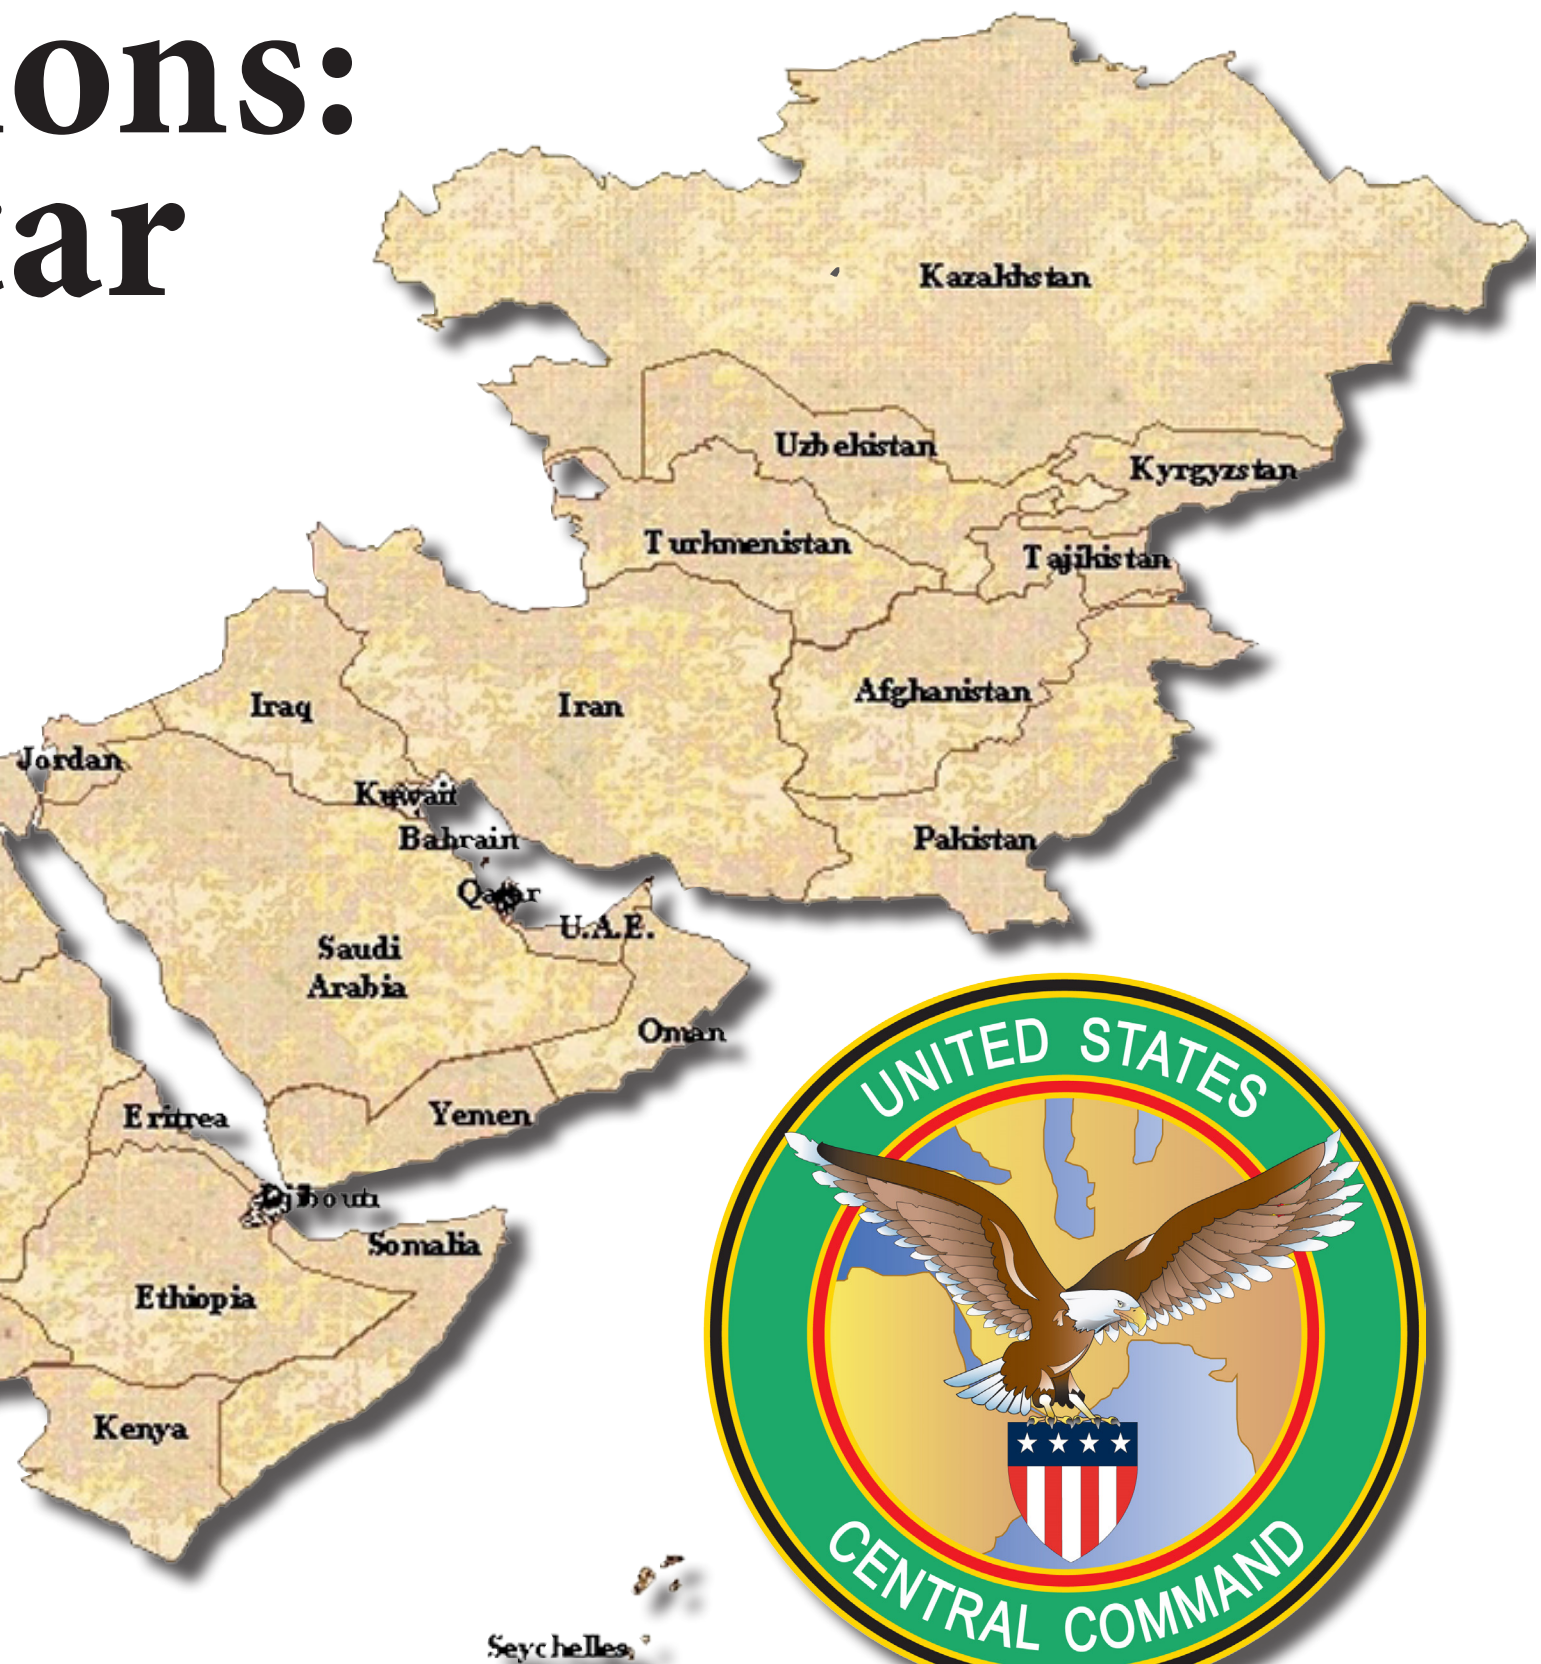 ons:
tar
Kazakhstan
Uzbekistan
Kyrgyzstan
Turkmenistan
Tajikistan
Iraq
Iran
Afghanistan
Jordan
Kuwait
Bahrain
Pakistan
Qatar
U.A.E.
Saudi
Arabia
Oman
Eritrea
Yemen
Djibouti
Somalia
Ethiopia
Kenya
Seychelles
UNITED STATES
CENTRAL COMMAND